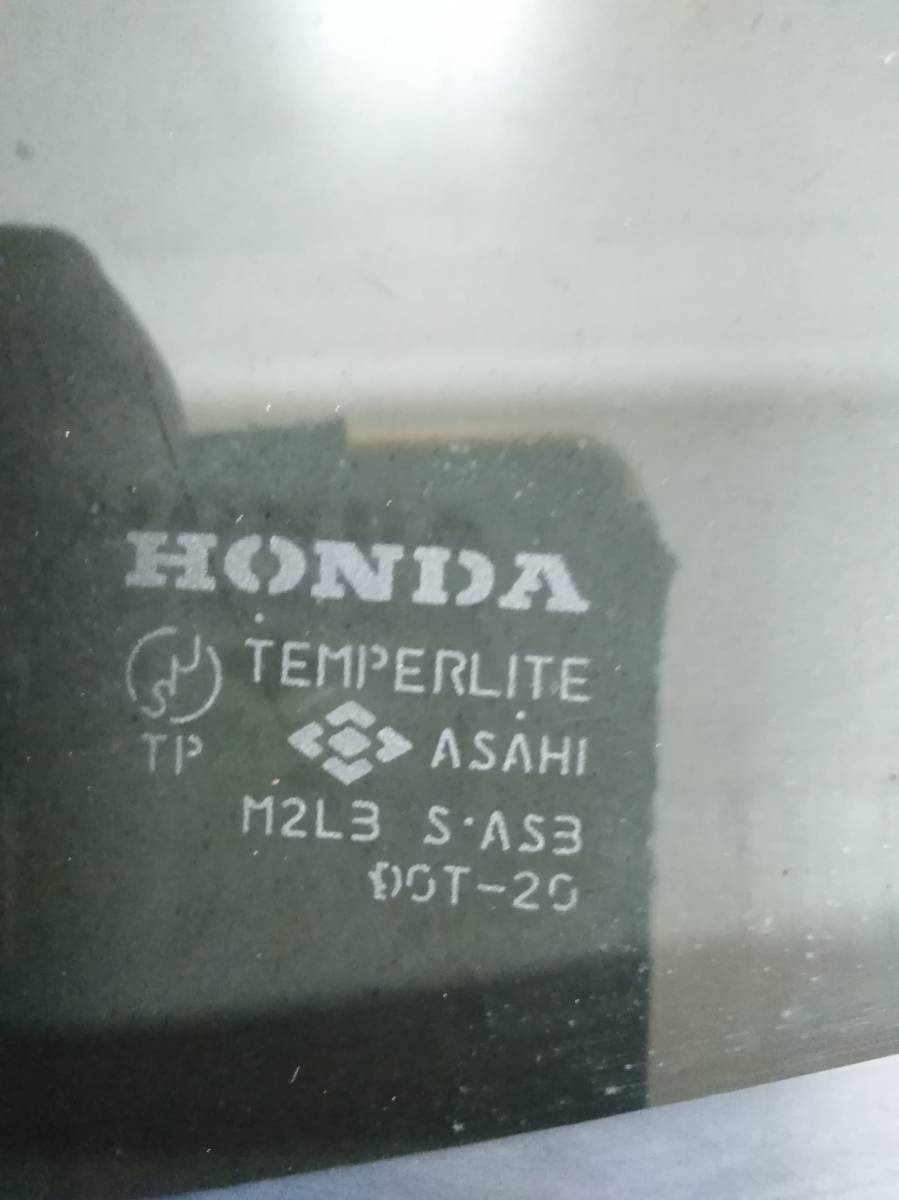 HONDA
TEMPERLITE
TP
ASAHI
M2L3 S·AS3
DOT-20